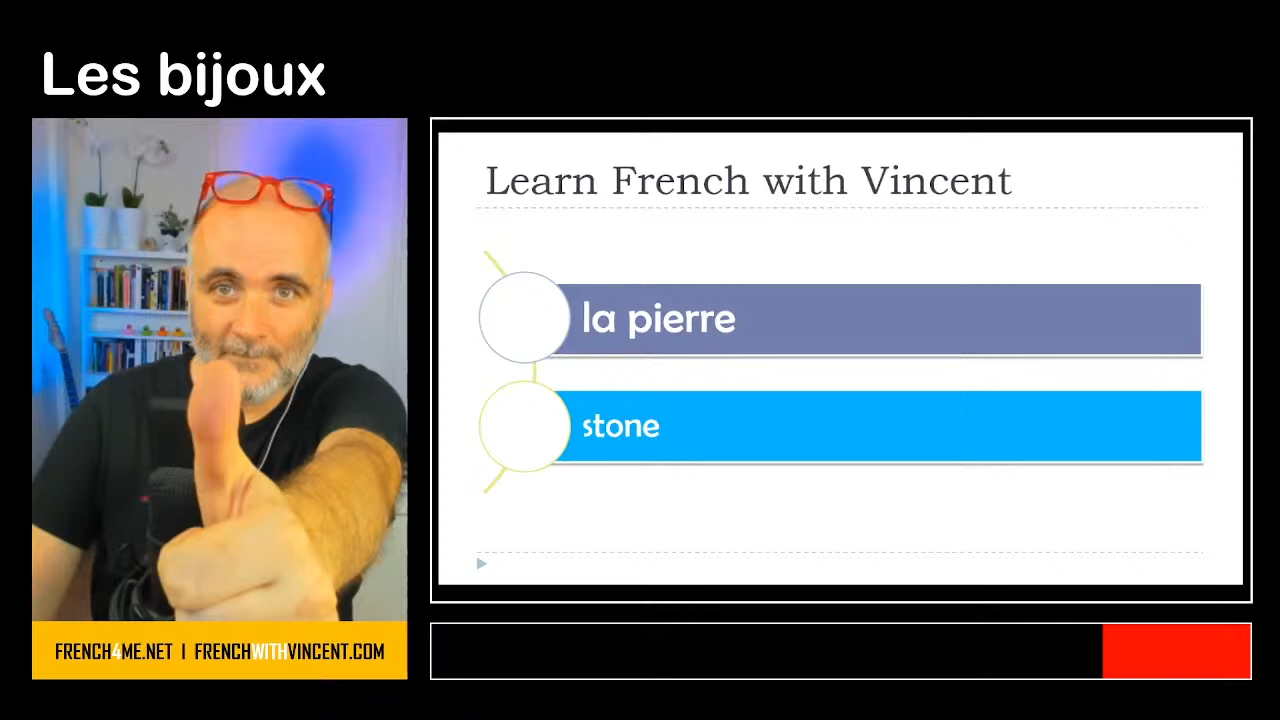 Les bijoux
Learn French with Vincent
la pierre
stone
FRENCH4ME.NET | FRENCHWITHVINCENT.COM